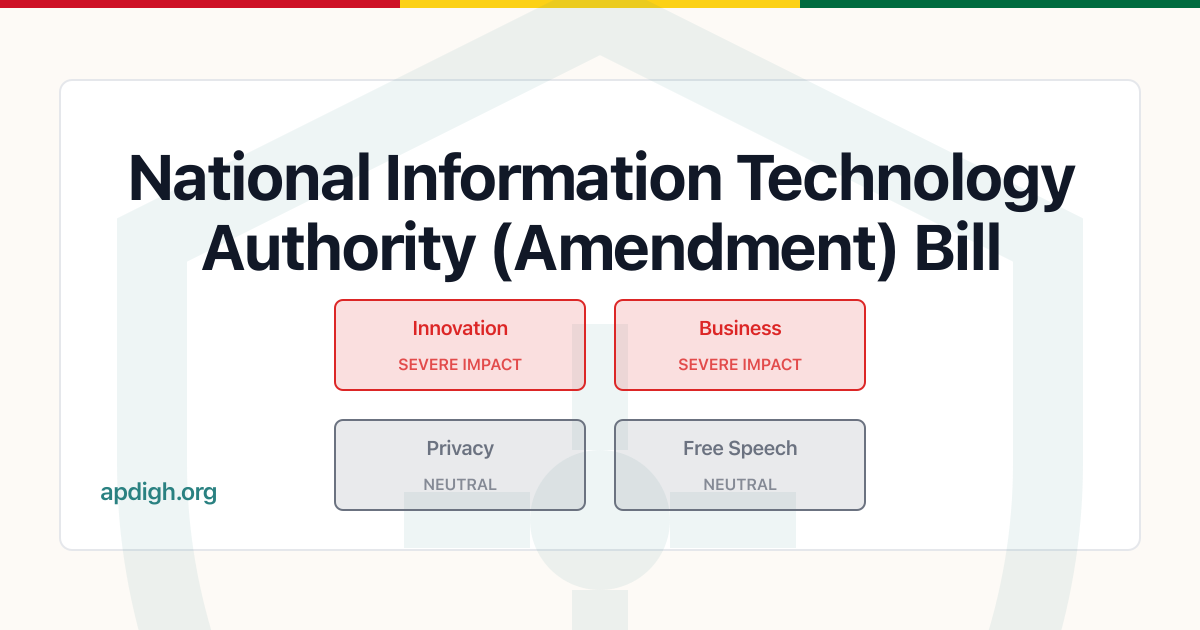 National Information Technology
Authority (Amendment) Bill
Innovation
SEVERE IMPACT
Business
SEVERE IMPACT
Privacy
NEUTRAL
Free Speech
NEUTRAL
apdigh.org